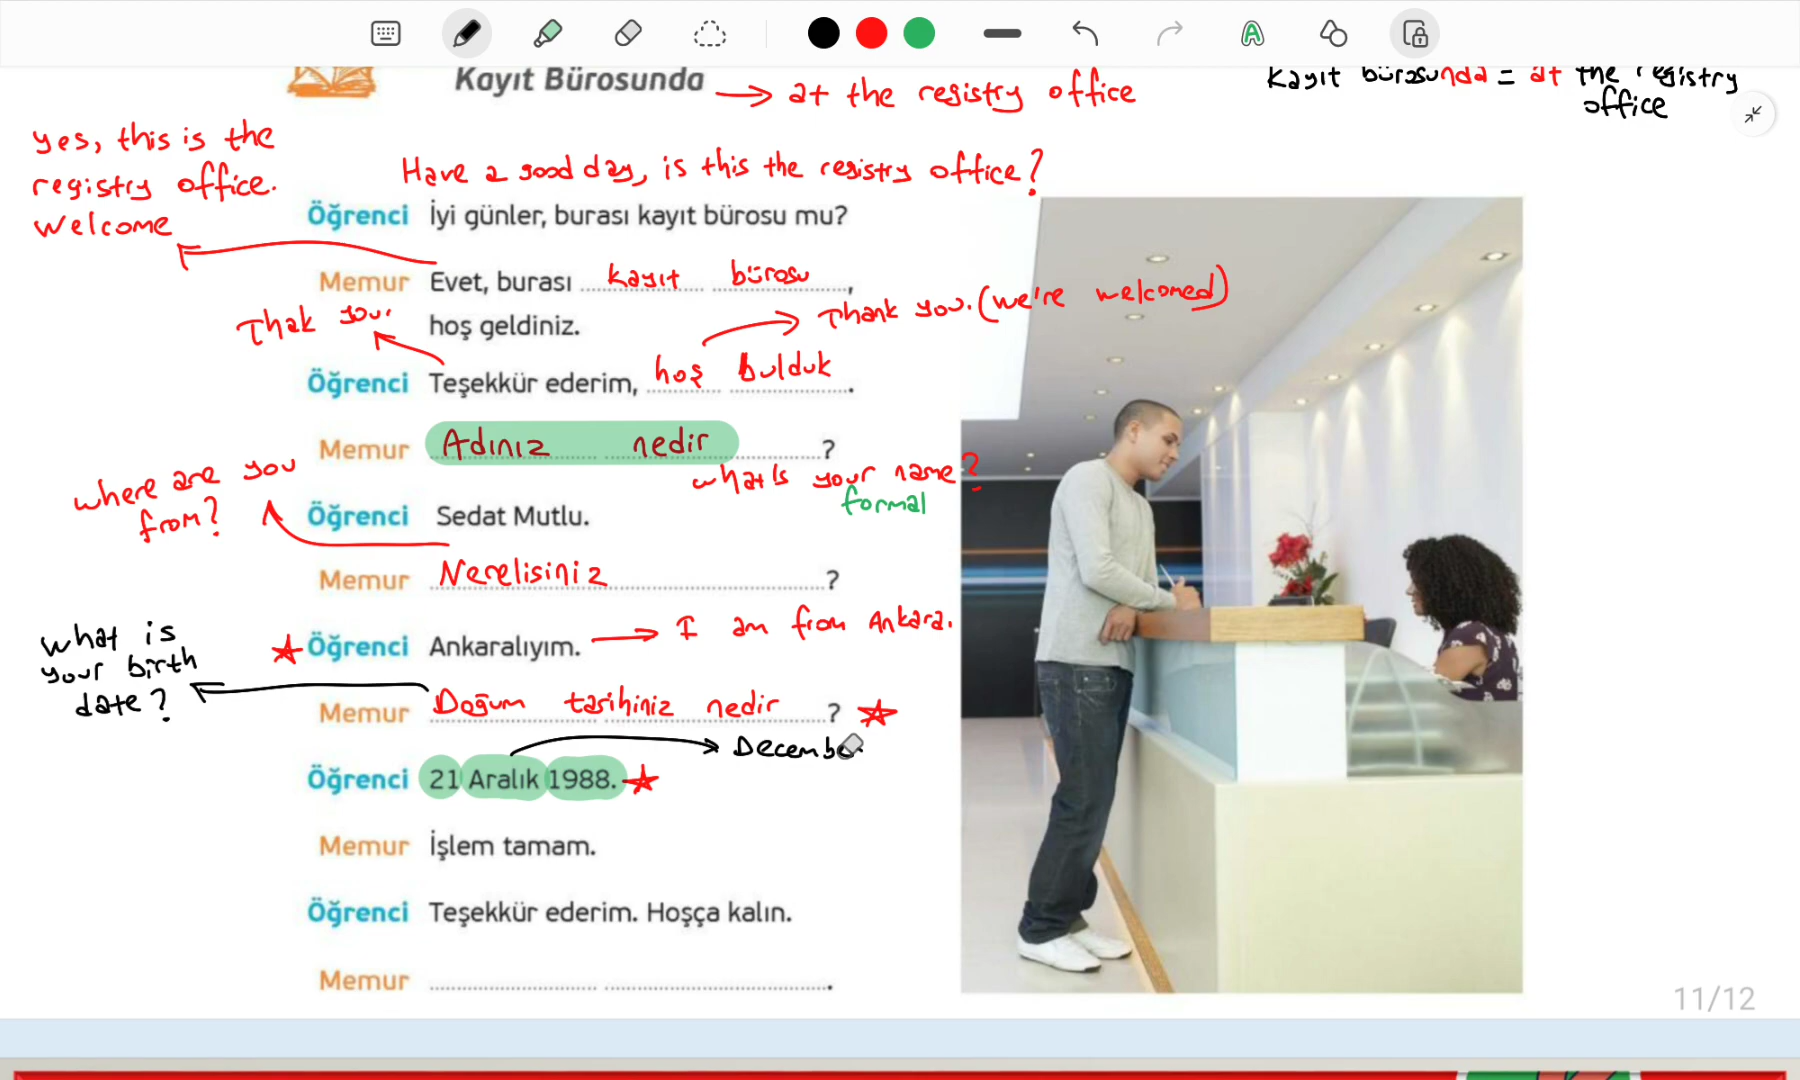 Kayıt Bürosunda → at the registry office
kayıt bürosunda = at the registry
office
yes, this is the
registry office.
welcome
Have a good day, is this the registry office?
Öğrenci İyi günler, burası kayıt bürosu mu?
Memur Evet, burası kayıt bürosu,
hoş geldiniz.
Thak you.
Thank you. (we're welcomed)
Öğrenci Teşekkür ederim, hoş bulduk.
Memur Adınız nedir ?
what is your name?
formal
where are you
from?
Öğrenci Sedat Mutlu.
Memur Nerelisiniz ?
Öğrenci Ankaralıyım. → I am from Ankara.
what is
your birth
date?
Memur Doğum tarihiniz nedir ?
December
Öğrenci 21 Aralık 1988.
Memur İşlem tamam.
Öğrenci Teşekkür ederim. Hoşça kalın.
Memur .
11/12